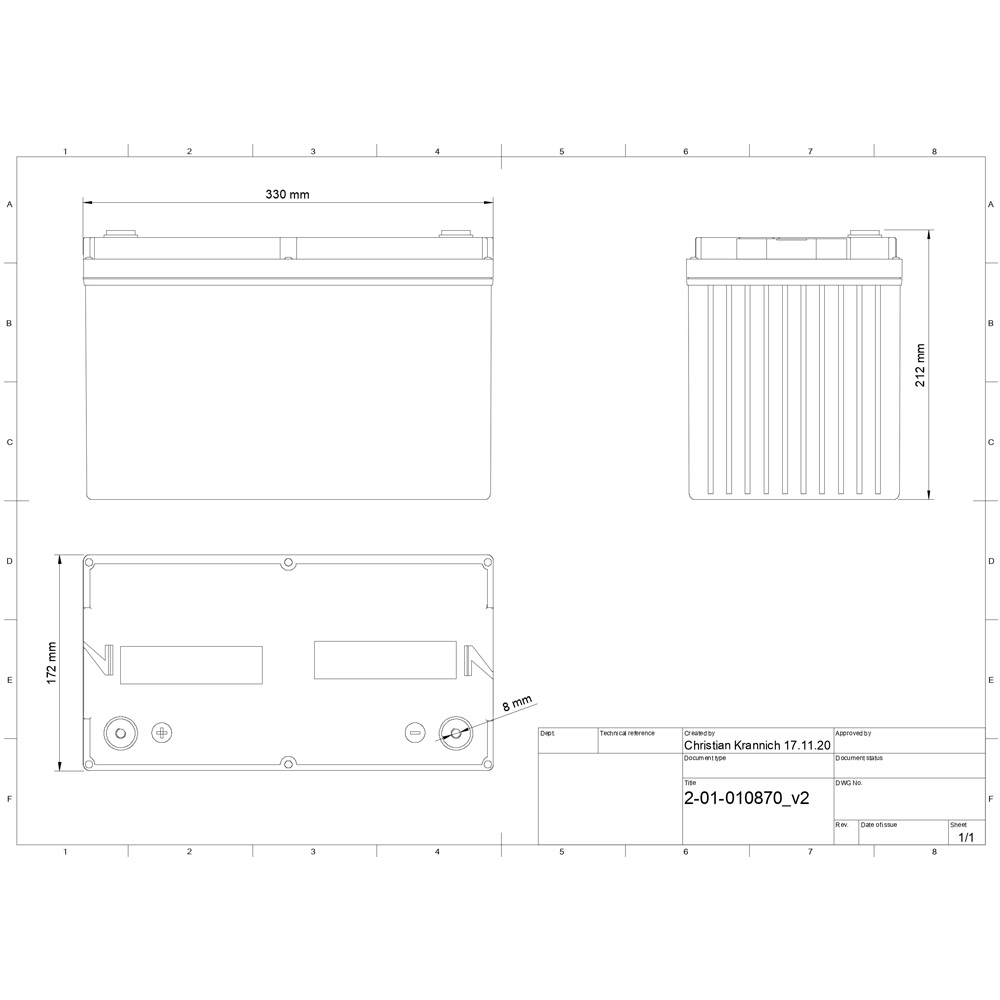 1 2 3 4 5 6 7 8
330 mm
A A
B B
212 mm
C C
D D
172 mm
E E
8 mm
+ −
Dept. Technical reference Created by Approved by
Christian Krannich 17.11.20
Document type Document status
Title DWG No.
2-01-010870_v2
F F
Rev. Date of issue Sheet
1/1
1 2 3 4 5 6 7 8